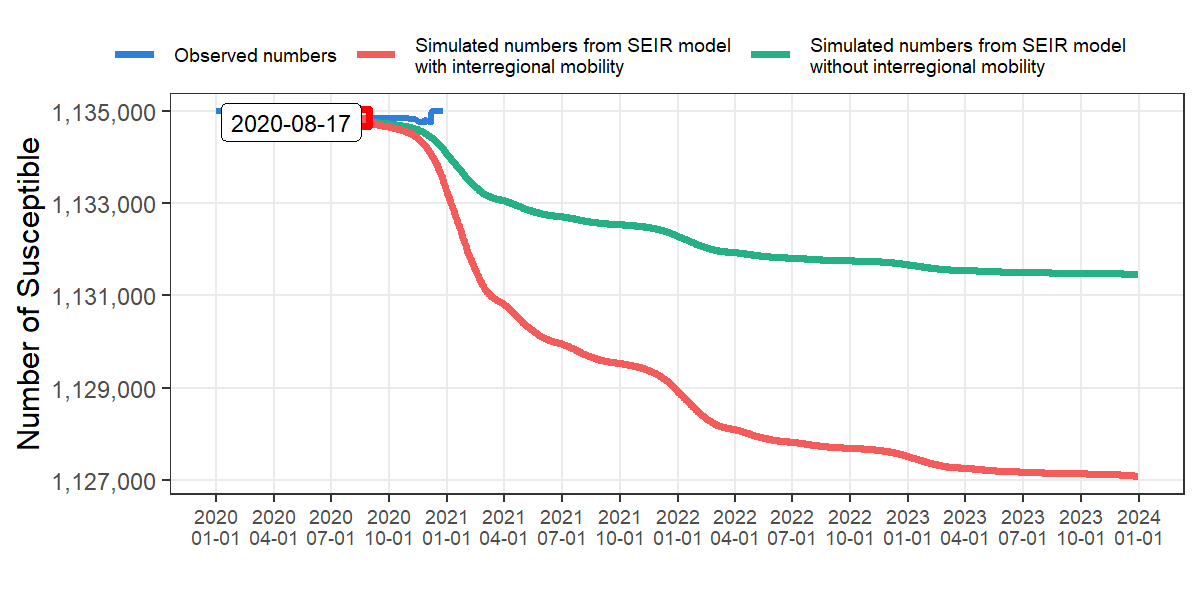 Observed numbers
Simulated numbers from SEIR model
with interregional mobility
Simulated numbers from SEIR model
without interregional mobility
Number of Susceptible
1,135,000
1,133,000
1,131,000
1,129,000
1,127,000
2020-08-17
2020 2020 2020 2020 2021 2021 2021 2021 2022 2022 2022 2022 2023 2023 2023 2023 2024
01-01 04-01 07-01 10-01 01-01 04-01 07-01 10-01 01-01 04-01 07-01 10-01 01-01 04-01 07-01 10-01 01-01